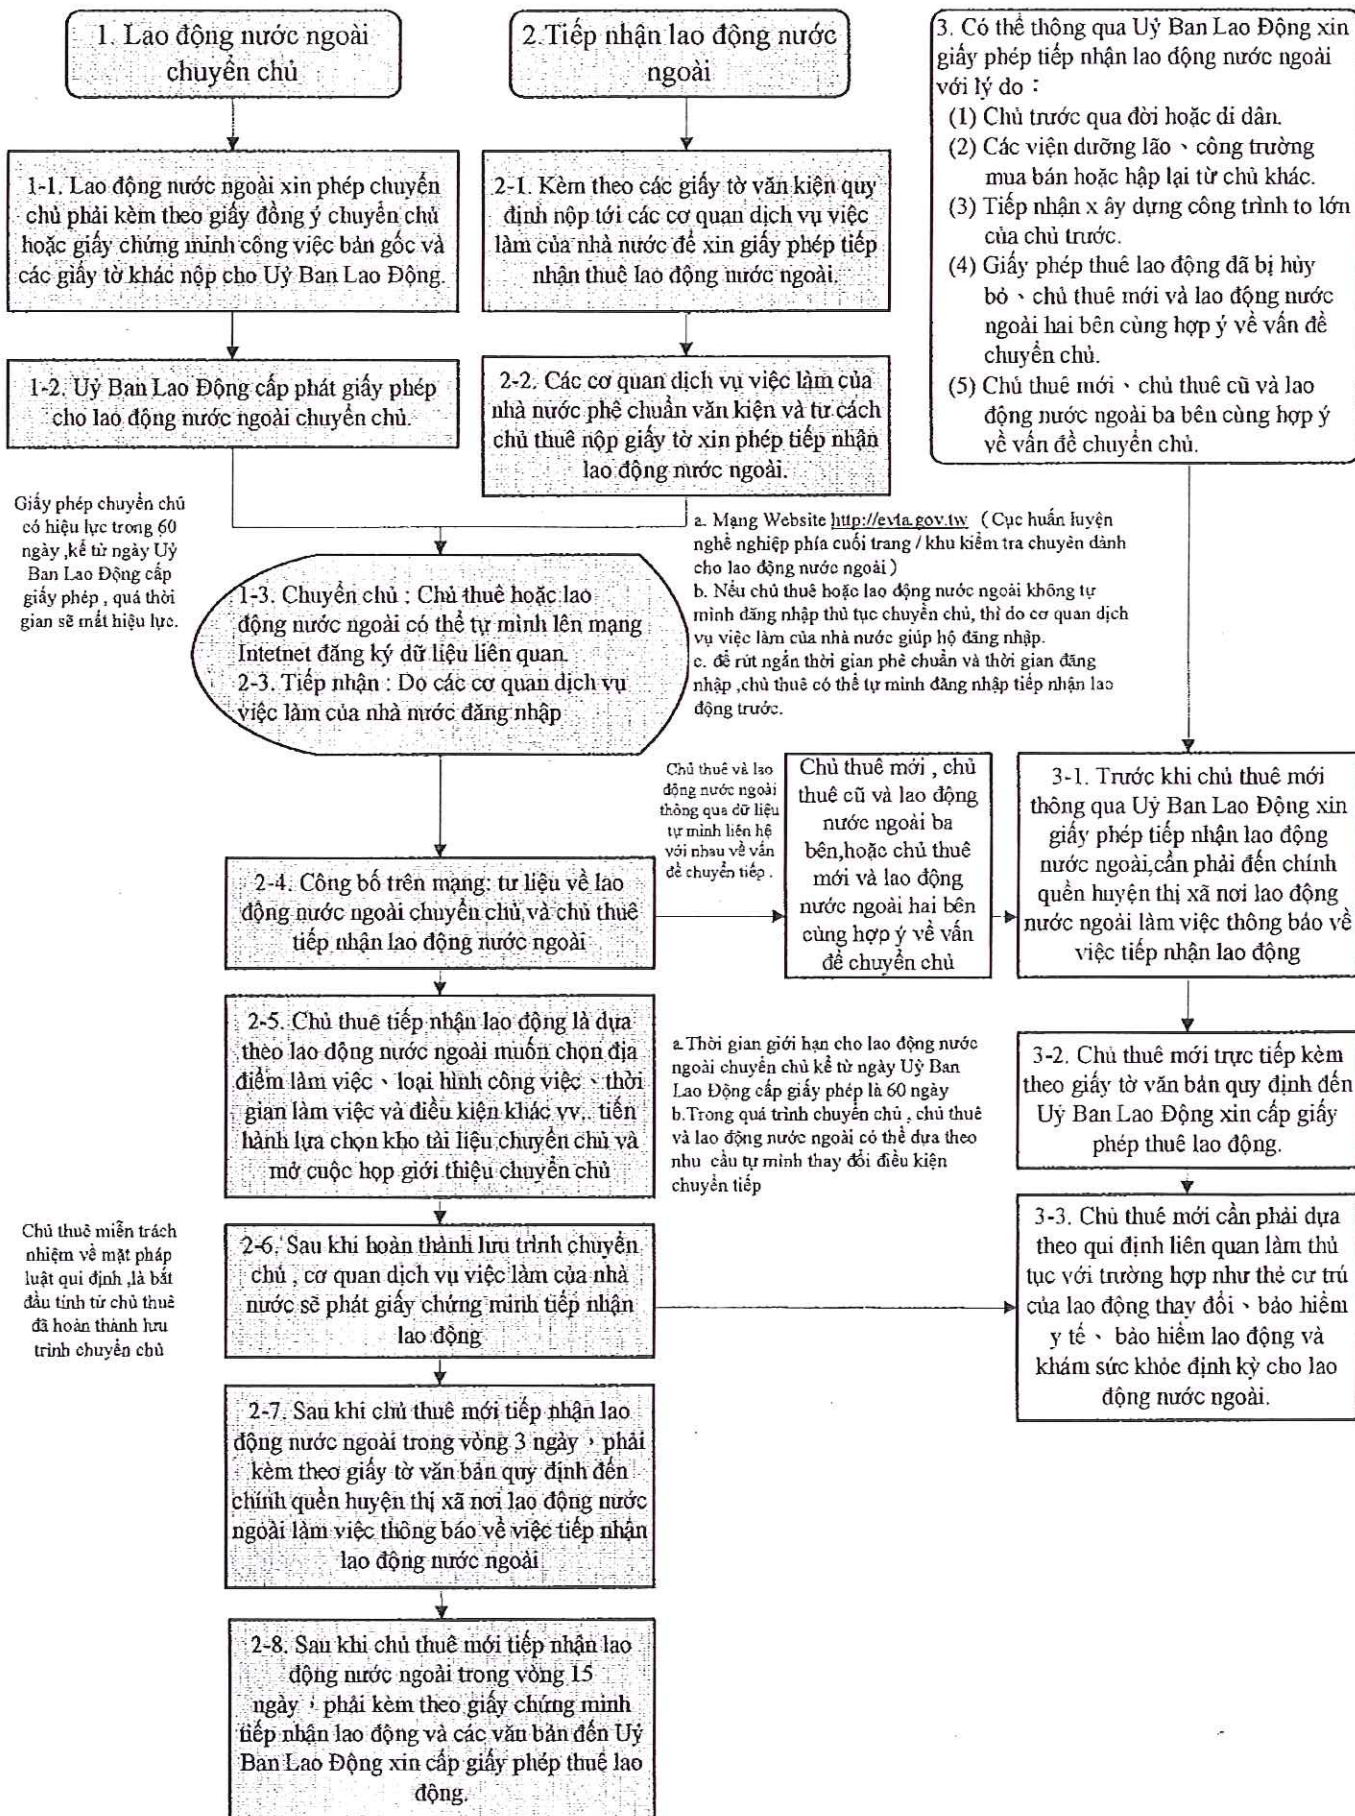 1. Lao động nước ngoài
chuyển chủ
2.Tiếp nhận lao động nước
ngoài
3. Có thể thông qua Uỷ Ban Lao Động xin
giấy phép tiếp nhận lao động nước ngoài
với lý do：
(1) Chủ trước qua đời hoặc di dân.
(2) Các viện dưỡng lão、công trường
mua bán hoặc hập lại từ chủ khác.
(3) Tiếp nhận x ây dựng công trình to lớn
của chủ trước.
(4) Giấy phép thuê lao động đã bị hủy
bỏ、chủ thuê mới và lao động nước
ngoài hai bên cùng hợp ý về vấn đề
chuyển chủ.
(5) Chủ thuê mới、chủ thuê cũ và lao
động nước ngoài ba bên cùng hợp ý
về vấn đề chuyển chủ.
1-1. Lao động nước ngoài xin phép chuyển
chủ phải kèm theo giấy đồng ý chuyển chủ
hoặc giấy chứng minh công việc bản gốc và
các giấy tờ khác nộp cho Uỷ Ban Lao Động.
2-1. Kèm theo các giấy tờ văn kiện quy
định nộp tới các cơ quan dịch vụ việc
làm của nhà nước để xin giấy phép tiếp
nhận thuê lao động nước ngoài.
1-2. Uỷ Ban Lao Động cấp phát giấy phép
cho lao động nước ngoài chuyển chủ.
2-2. Các cơ quan dịch vụ việc làm của
nhà nước phê chuẩn văn kiện và tư cách
chủ thuê nộp giấy tờ xin phép tiếp nhận
lao động nước ngoài.
Giấy phép chuyển chủ
có hiệu lực trong 60
ngày ,kể từ ngày Uỷ
Ban Lao Động cấp
giấy phép , quá thời
gian sẽ mất hiệu lực.
1-3. Chuyển chủ : Chủ thuê hoặc lao
động nước ngoài có thể tự mình lên mạng
Intetnet đăng ký dữ liệu liên quan.
2-3. Tiếp nhận : Do các cơ quan dịch vụ
việc làm của nhà nước đăng nhập
a. Mạng Website http://evta.gov.tw （Cục huấn luyện
nghề nghiệp phía cuối trang / khu kiểm tra chuyên dành
cho lao động nước ngoài）
b. Nếu chủ thuê hoặc lao động nước ngoài không tự
mình đăng nhập thủ tục chuyển chủ, thì do cơ quan dịch
vụ việc làm của nhà nước giúp hộ đăng nhập.
c. để rút ngắn thời gian phê chuẩn và thời gian đăng
nhập ,chủ thuê có thể tự mình đăng nhập tiếp nhận lao
động trước.
2-4. Công bố trên mạng: tư liệu về lao
động nước ngoài chuyển chủ,và chủ thuê
tiếp nhận lao động nước ngoài
Chủ thuê và lao
động nước ngoài
thông qua dữ liệu
tự mình liên hệ
với nhau về vấn
đề chuyển tiếp .
Chủ thuê mới , chủ
thuê cũ và lao động
nước ngoài ba
bên,hoặc chủ thuê
mới và lao động
nước ngoài hai bên
cùng hợp ý về vấn
đề chuyển chủ
3-1. Trước khi chủ thuê mới
thông qua Uỷ Ban Lao Động xin
giấy phép tiếp nhận lao động
nước ngoài,cần phải đến chính
quền huyện thị xã nơi lao động
nước ngoài làm việc thông báo về
việc tiếp nhận lao động
2-5. Chủ thuê tiếp nhận lao động là dựa
theo lao động nước ngoài muốn chọn địa
điểm làm việc、loại hình công việc、thời
gian làm việc và điều kiện khác vv.. tiến
hành lựa chọn kho tài liệu chuyển chủ và
mở cuộc họp giới thiệu chuyển chủ
a.Thời gian giới hạn cho lao động nước
ngoài chuyển chủ kể từ ngày Uỷ Ban
Lao Động cấp giấy phép là 60 ngày
b.Trong quá trình chuyển chủ , chủ thuê
và lao động nước ngoài có thể dựa theo
nhu cầu tự mình thay đổi điều kiện
chuyển tiếp
3-2. Chủ thuê mới trực tiếp kèm
theo giấy tờ văn bản quy định đến
Uỷ Ban Lao Động xin cấp giấy
phép thuê lao động.
Chủ thuê miễn trách
nhiệm về mặt pháp
luật qui định ,là bắt
đầu tính từ chủ thuê
đã hoàn thành lưu
trình chuyển chủ
2-6. Sau khi hoàn thành lưu trình chuyển
chủ , cơ quan dịch vụ việc làm của nhà
nước sẽ phát giấy chứng minh tiếp nhận
lao động
3-3. Chủ thuê mới cần phải dựa
theo qui định liên quan làm thủ
tục với trường hợp như thẻ cư trú
của lao động thay đổi、bảo hiểm
y tế、 bảo hiểm lao động và
khám sức khỏe định kỳ cho lao
động nước ngoài.
2-7. Sau khi chủ thuê mới tiếp nhận lao
động nước ngoài trong vòng 3 ngày，phải
kèm theo giấy tờ văn bản quy định đến
chính quền huyện thị xã nơi lao động nước
ngoài làm việc thông báo về việc tiếp nhận
lao động nước ngoài
2-8. Sau khi chủ thuê mới tiếp nhận lao
động nước ngoài trong vòng 15
ngày，phải kèm theo giấy chứng minh
tiếp nhận lao động và các văn bản đến Uỷ
Ban Lao Động xin cấp giấy phép thuê lao
động.